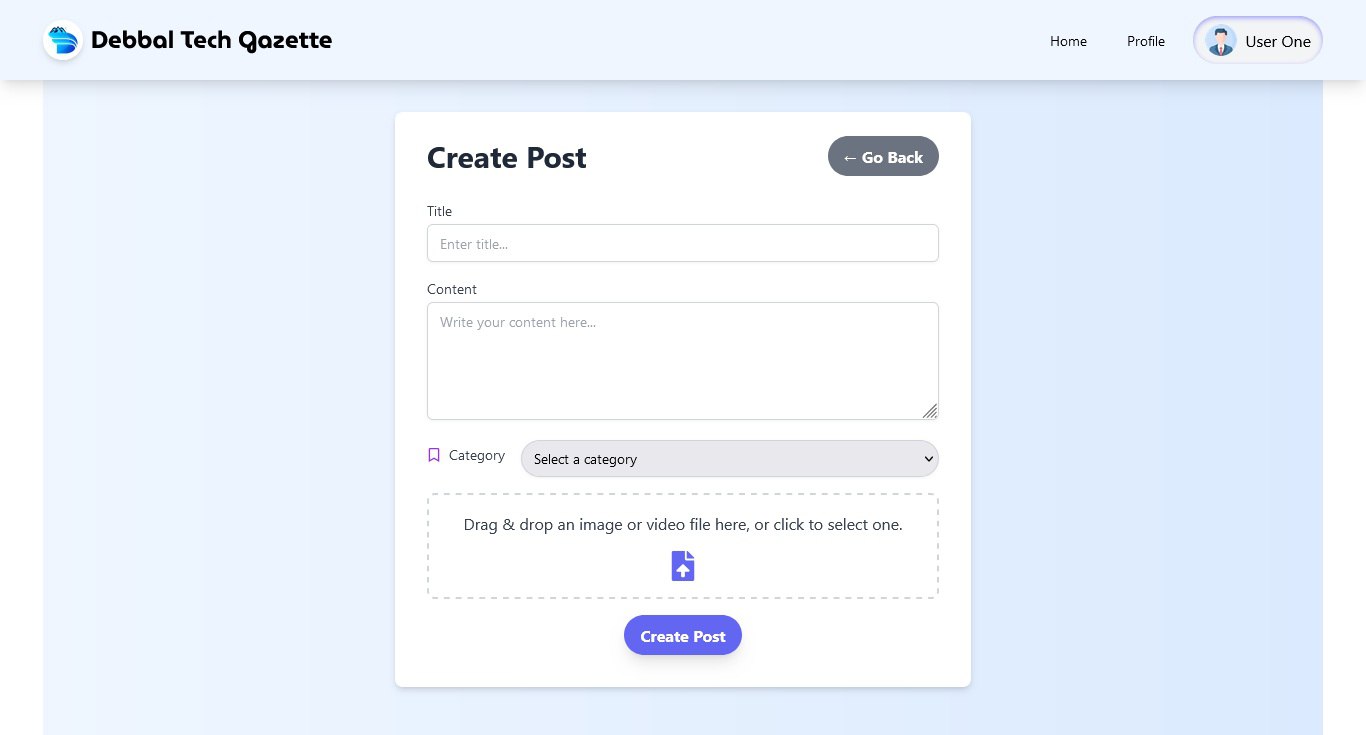 Debbal Tech Gazette
Home
Profile
User One
Create Post
← Go Back
Title
Enter title...
Content
Write your content here...
Category
Select a category
Drag & drop an image or video file here, or click to select one.
Create Post